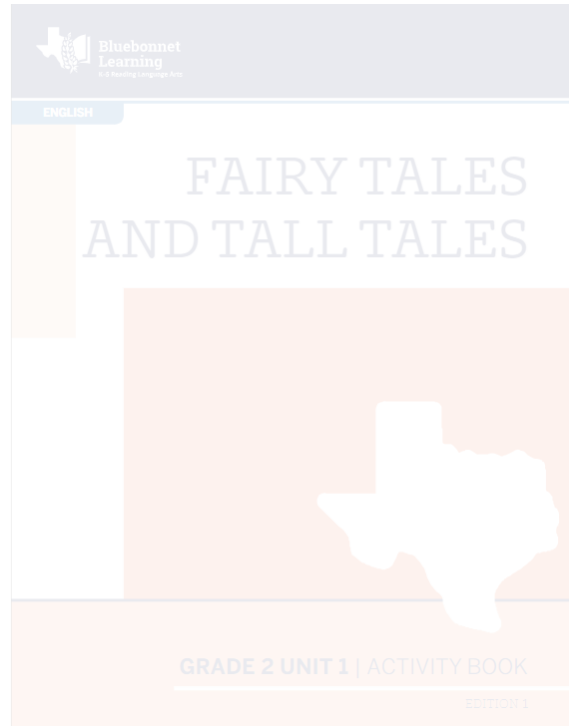 Bluebonnet
Learning
K-5 Reading Language Arts
ENGLISH
FAIRY TALES
AND TALL TALES
GRADE 2 UNIT 1 | ACTIVITY BOOK
EDITION 1